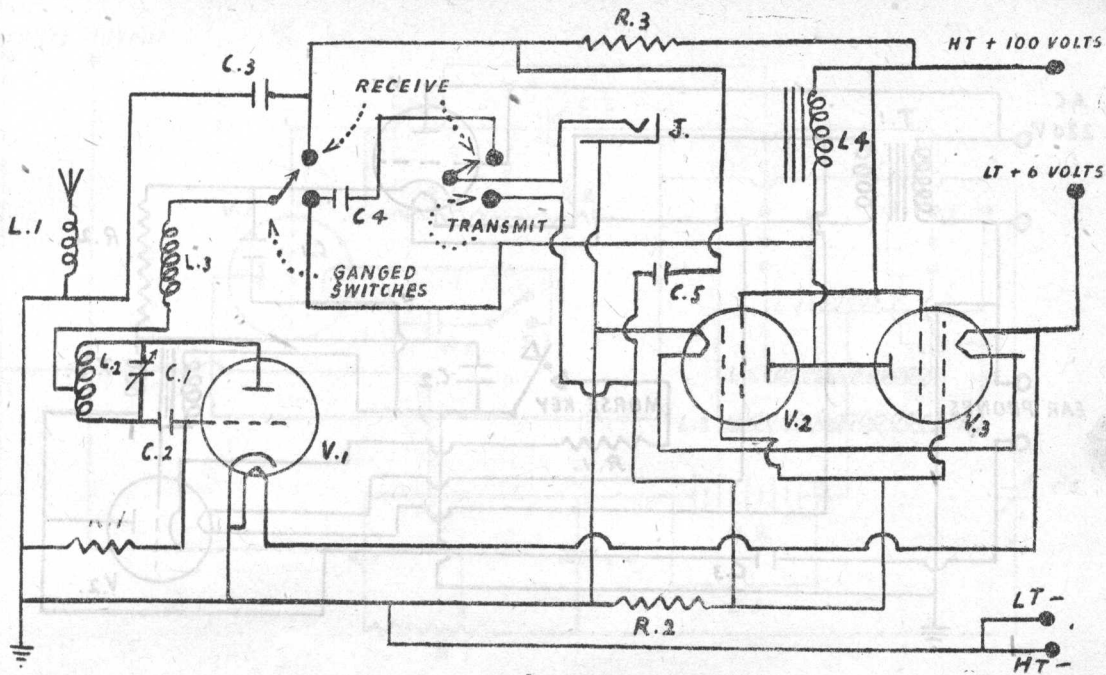 R.3
HT + 100 VOLTS
C.3
RECEIVE
J.
L4
LT + 6 VOLTS
L.1
C4
TRANSMIT
L.3
GANGED
SWITCHES
C.5
L.2
C.1
C.2
V.1
V.2
V.3
R.2
LT -
HT -